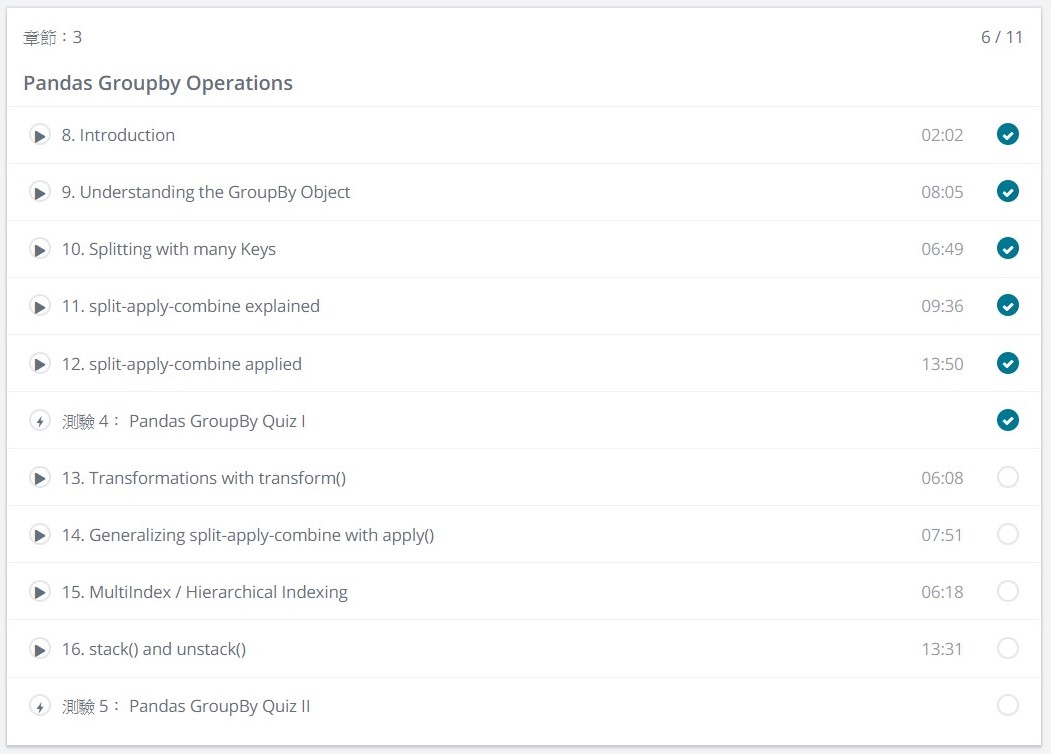 章節：3 6 / 11
Pandas Groupby Operations
8. Introduction 02:02
9. Understanding the GroupBy Object 08:05
10. Splitting with many Keys 06:49
11. split-apply-combine explained 09:36
12. split-apply-combine applied 13:50
測驗 4： Pandas GroupBy Quiz I
13. Transformations with transform() 06:08
14. Generalizing split-apply-combine with apply() 07:51
15. MultiIndex / Hierarchical Indexing 06:18
16. stack() and unstack() 13:31
測驗 5： Pandas GroupBy Quiz II